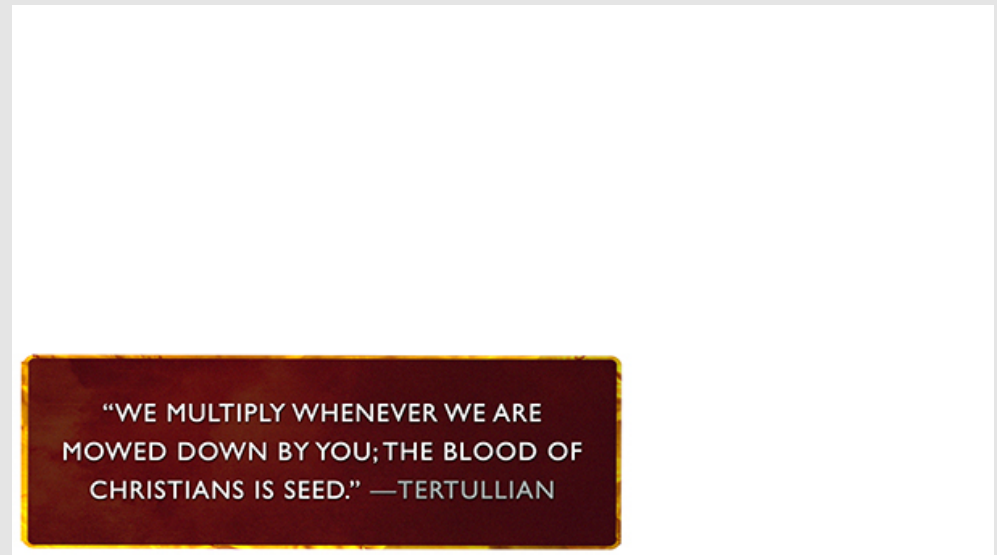 “WE MULTIPLY WHENEVER WE ARE
MOWED DOWN BY YOU; THE BLOOD OF
CHRISTIANS IS SEED.” —TERTULLIAN